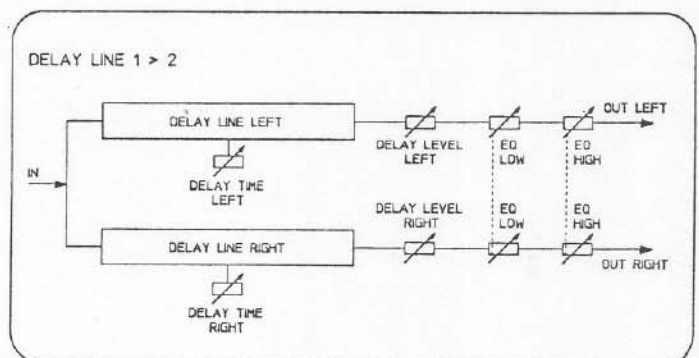 DELAY LINE 1 > 2
OUT LEFT
DELAY LINE LEFT
DELAY LEVEL
LEFT
EQ
LOW
EQ
HIGH
IN
DELAY TIME
LEFT
DELAY LEVEL
RIGHT
EQ
LOW
EQ
HIGH
DELAY LINE RIGHT
OUT RIGHT
DELAY TIME
RIGHT